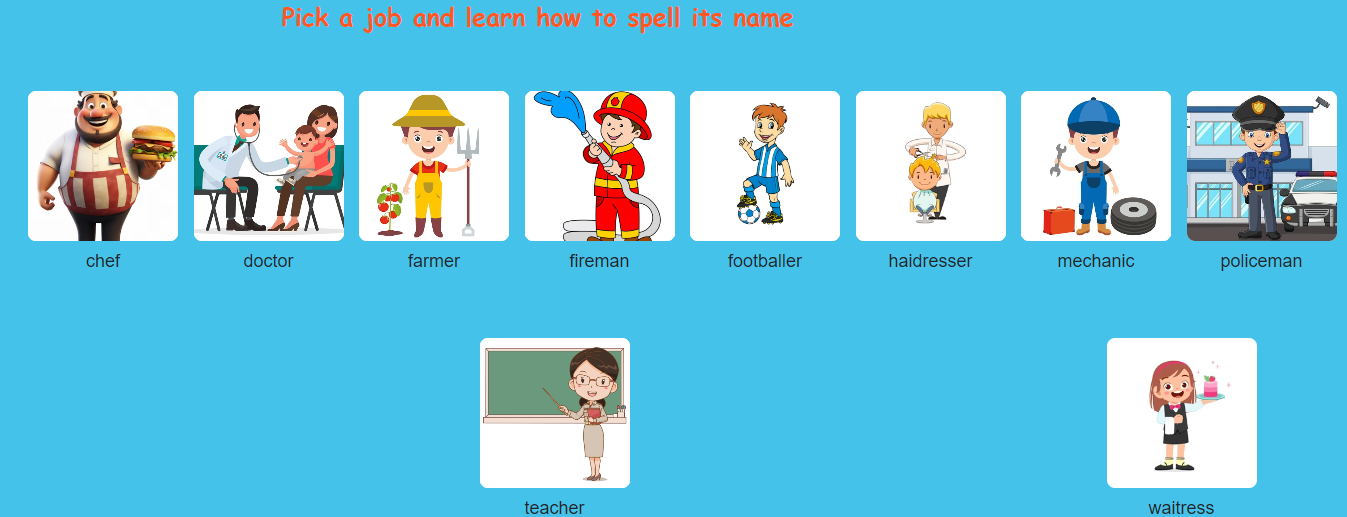 Pick a job and learn how to spell its name
chef doctor farmer fireman footballer haidresser mechanic policeman
teacher waitress